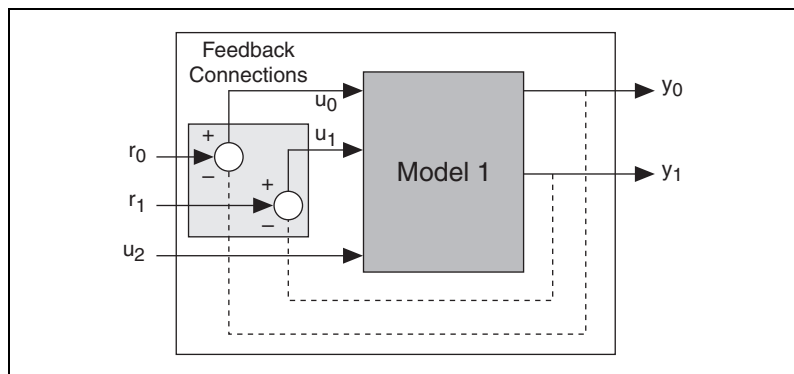 Feedback
Connections
u0
y0
+
u1
r0
−
Model 1
y1
+
r1
−
u2